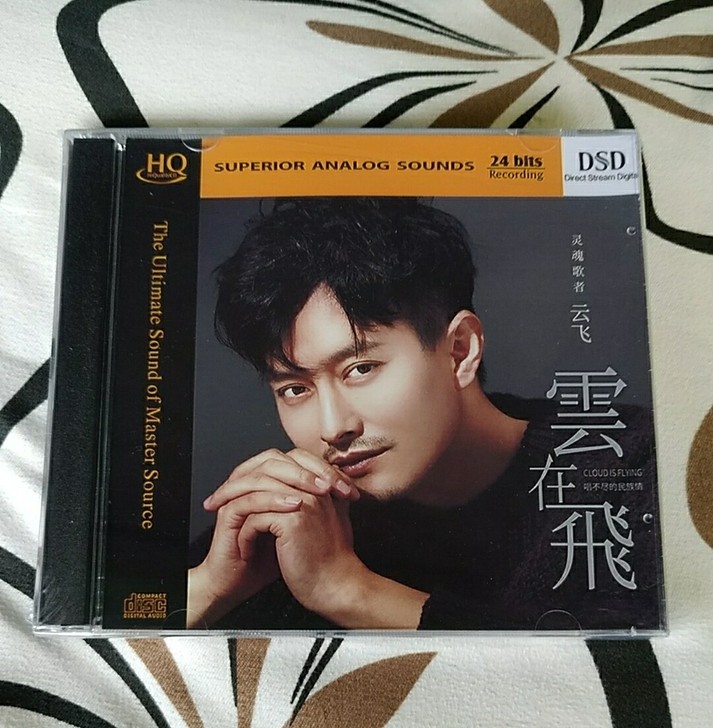 HQ
HiQualityCD
SUPERIOR ANALOG SOUNDS
24 bits
Recording
DSD
Direct Stream Digital
The Ultimate Sound of Master Source
灵魂歌者 云飞
雲在飛
CLOUD IS FLYING
唱不尽的民族情
COMPACT
disc
DIGITAL AUDIO